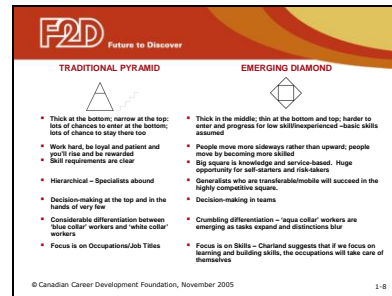 F2D Future to Discover
TRADITIONAL PYRAMID
Thick at the bottom; narrow at the top:
lots of chances to enter at the bottom;
lots of chances to stay there too
Work hard, be loyal and patient and
you'll rise and be rewarded
Skill requirements are clear
Hierarchical – Specialists abound
Decision-making at the top and in the
hands of very few
Considerable differentiation between
'blue collar' workers and 'white collar'
workers
Focus is on Occupations/Job Titles
EMERGING DIAMOND
Thick in the middle; thin at the bottom and top; harder to
enter and progress for low skill/inexperienced –basic skills
assumed
People move more sideways rather than upward; people
move by becoming more skilled
Big square is knowledge and service-based. Huge
opportunity for self-starters and risk-takers
Generalists who are transferable/mobile will succeed in the
highly competitive square.
Decision-making in teams
Crumbling differentiation – 'aqua collar' workers are
emerging as tasks expand and distinctions blur
Focus is on Skills – Charland suggests that if we focus on
learning and building skills, the occupations will take care of
themselves
© Canadian Career Development Foundation, November 2005
1-8